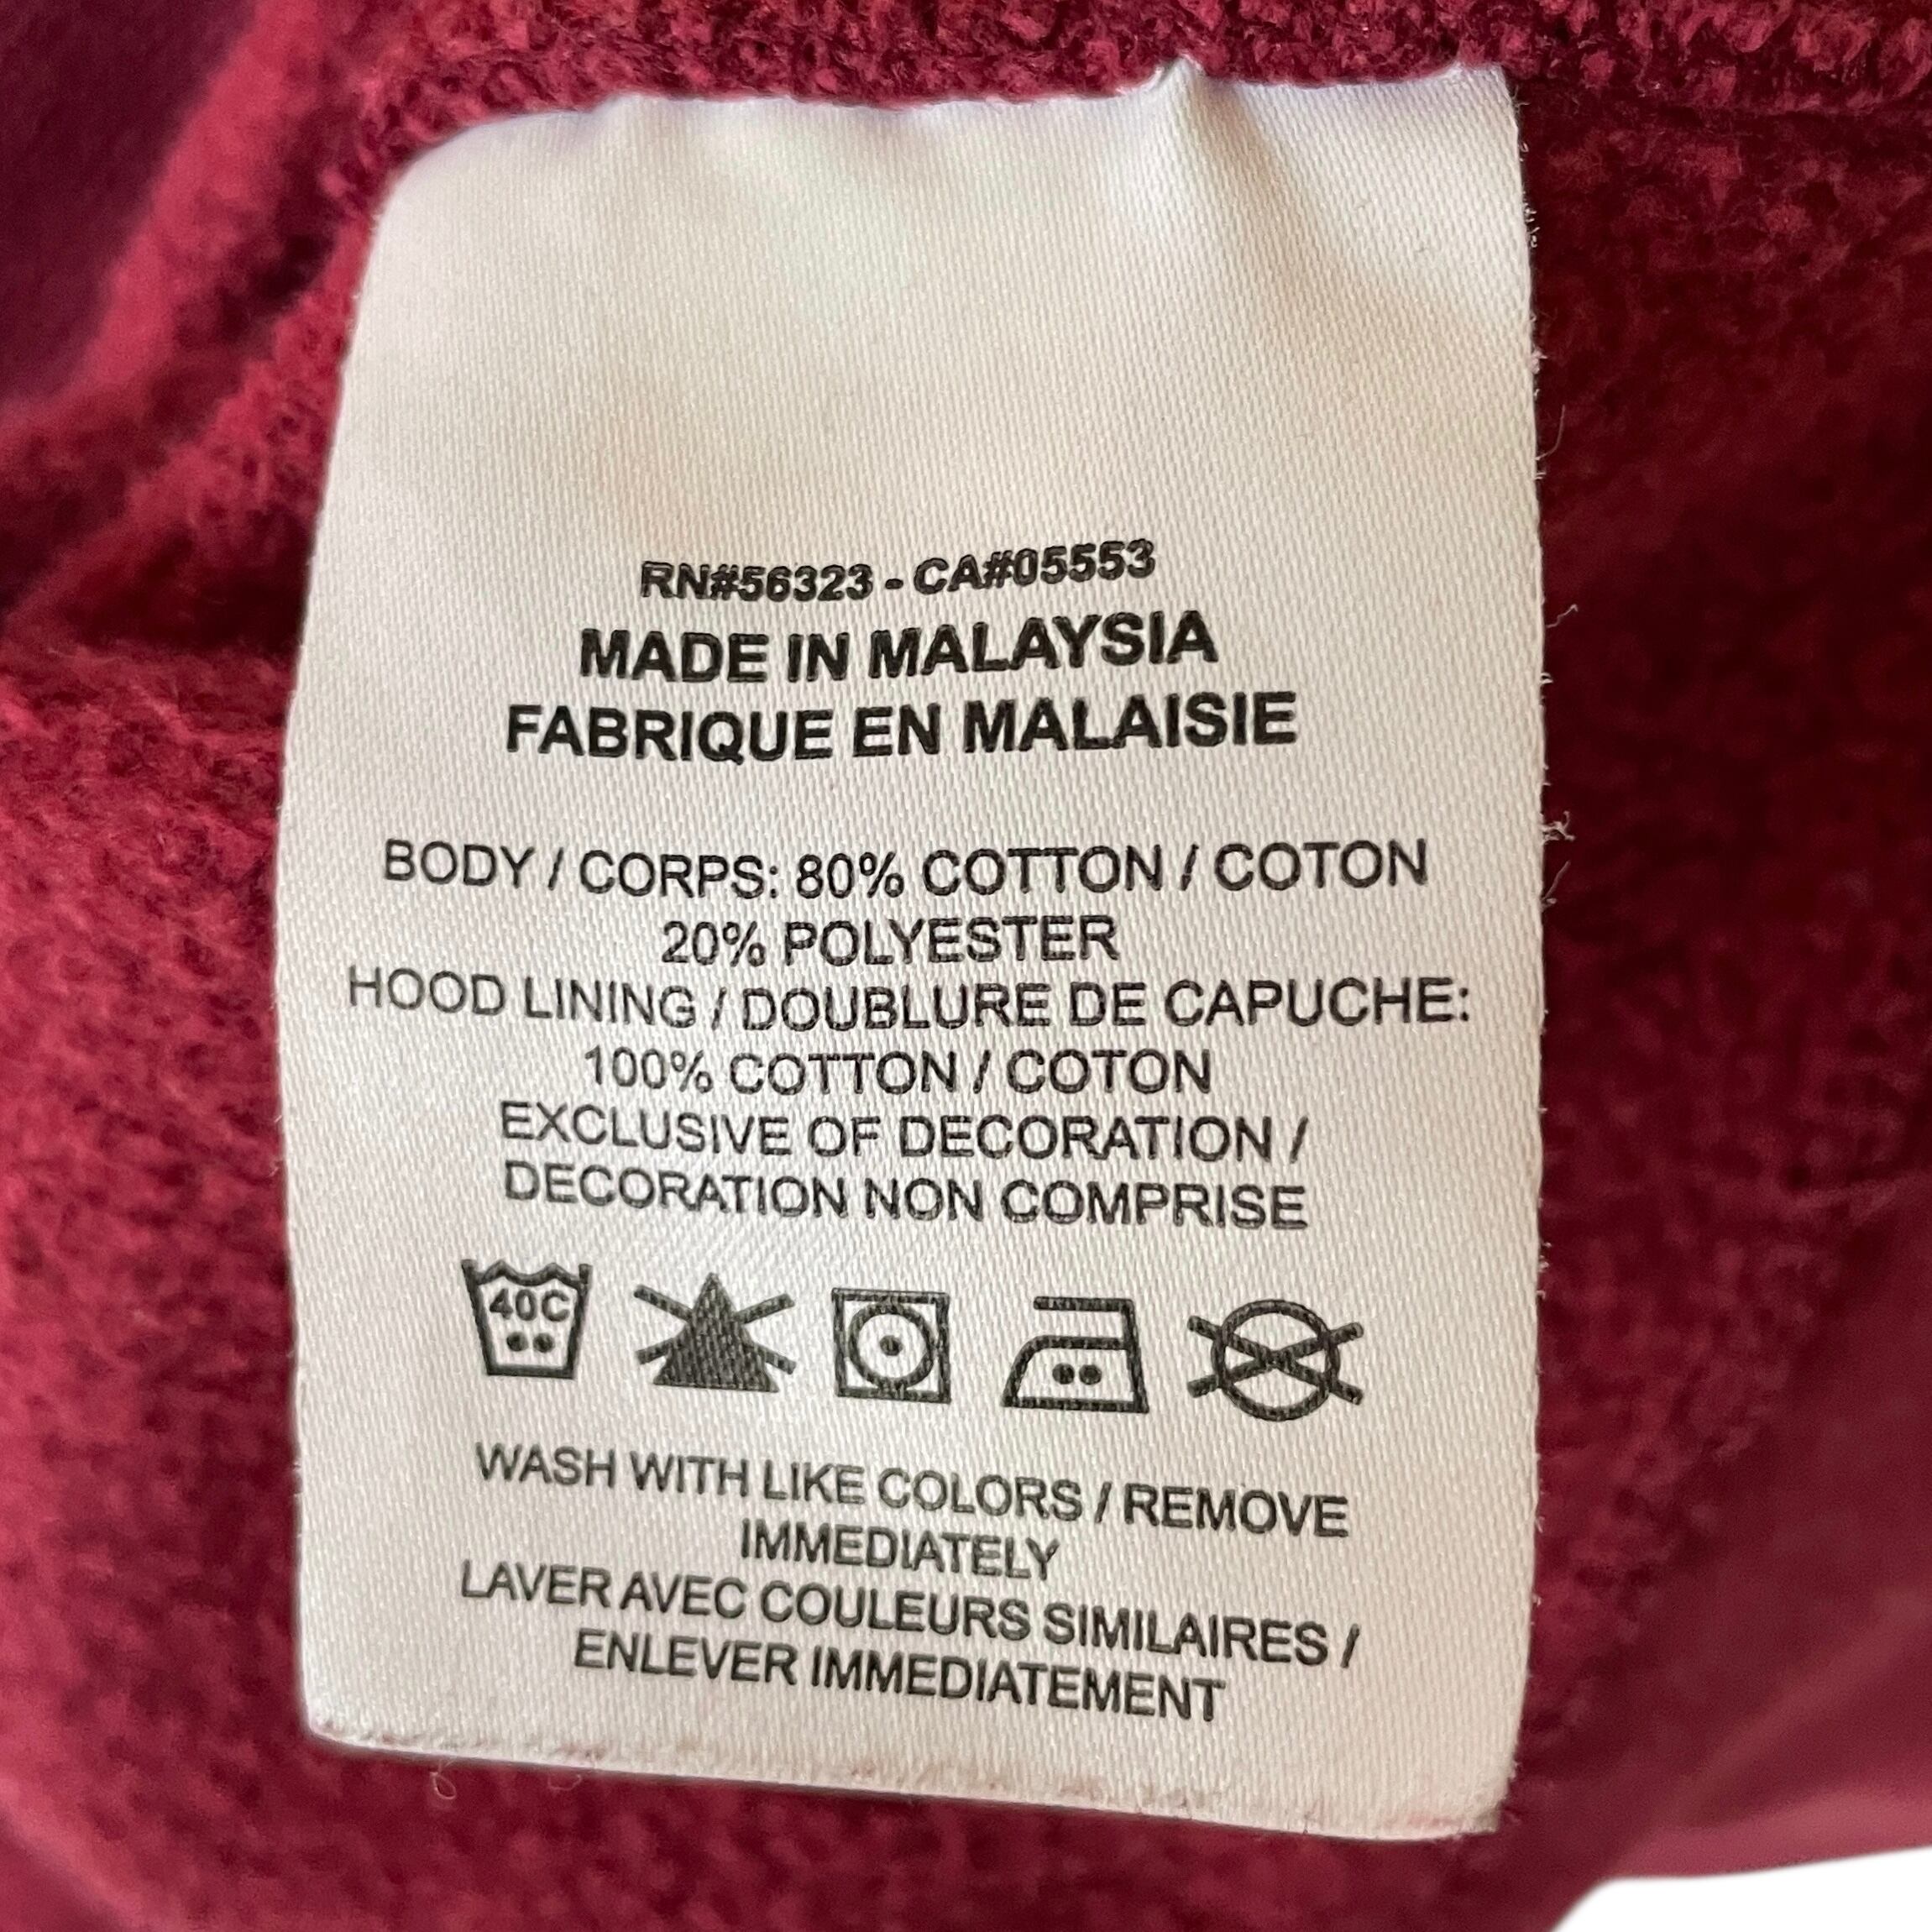 RN#56323 - CA#05553
MADE IN MALAYSIA
FABRIQUE EN MALAISIE
BODY / CORPS: 80% COTTON / COTON
20% POLYESTER
HOOD LINING / DOUBLURE DE CAPUCHE:
100% COTTON / COTON
EXCLUSIVE OF DECORATION /
DECORATION NON COMPRISE
40C
WASH WITH LIKE COLORS / REMOVE
IMMEDIATELY
LAVER AVEC COULEURS SIMILAIRES /
ENLEVER IMMEDIATEMENT